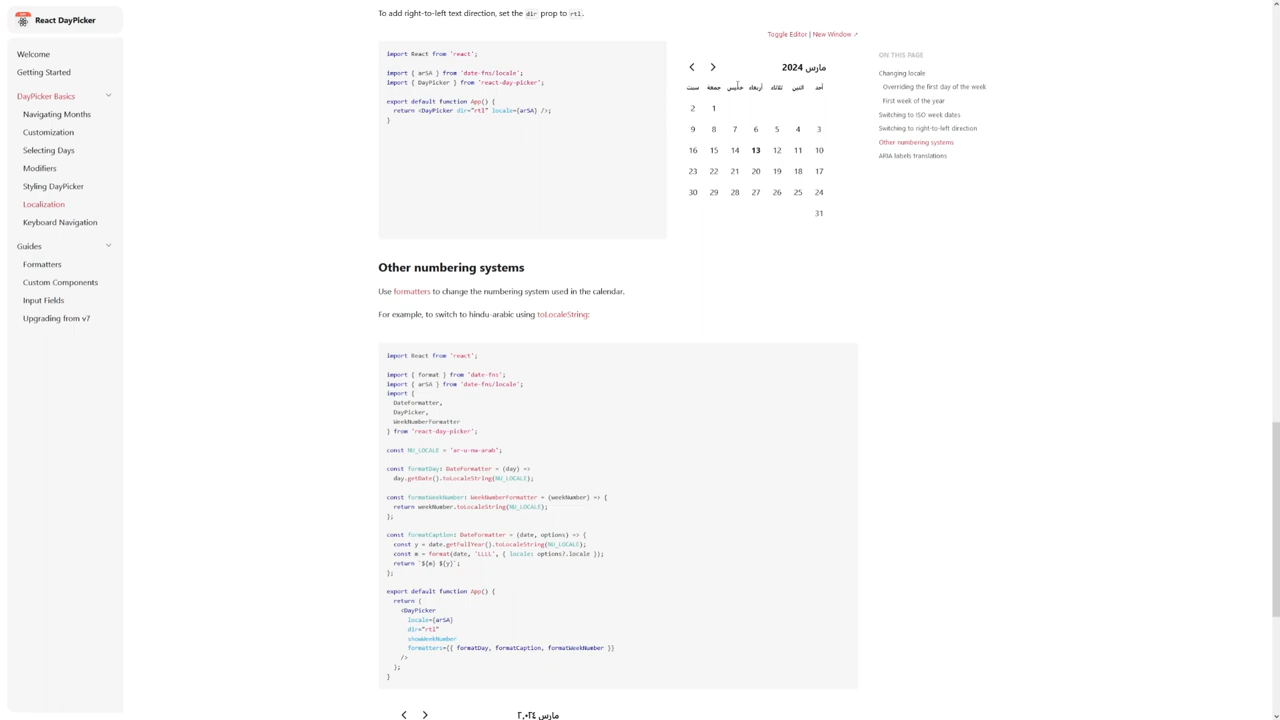 React DayPicker
Welcome
Getting Started
DayPicker Basics
Navigating Months
Customization
Selecting Days
Modifiers
Styling DayPicker
Localization
Keyboard Navigation
Guides
Formatters
Custom Components
Input Fields
Upgrading from v7
To add right-to-left text direction, set the dir prop to rtl.
Toggle Editor | New Window ↗
import React from 'react';
import { arSA } from 'date-fns/locale';
import { DayPicker } from 'react-day-picker';
export default function App() {
return <DayPicker dir="rtl" locale={arSA} />;
}
مارس 2024
أحد اثنين ثلاثاء أربعاء خميس جمعة سبت
1 2
3 4 5 6 7 8 9
10 11 12 13 14 15 16
17 18 19 20 21 22 23
24 25 26 27 28 29 30
31
Other numbering systems
Use formatters to change the numbering system used in the calendar.
For example, to switch to hindu-arabic using toLocaleString:
import React from 'react';
import { format } from 'date-fns';
import { arSA } from 'date-fns/locale';
import {
DateFormatter,
DayPicker,
WeekNumberFormatter
} from 'react-day-picker';
const NU_LOCALE = 'ar-u-nu-arab';
const formatDay: DateFormatter = (day) =>
day.getDate().toLocaleString(NU_LOCALE);
const formatWeekNumber: WeekNumberFormatter = (weekNumber) => {
return weekNumber.toLocaleString(NU_LOCALE);
};
const formatCaption: DateFormatter = (date, options) => {
const y = date.getFullYear().toLocaleString(NU_LOCALE);
const m = format(date, 'LLLL', { locale: options?.locale });
return `${m} ${y}`;
};
export default function App() {
return (
<DayPicker
locale={arSA}
dir="rtl"
showWeekNumber
formatters={{ formatDay, formatCaption, formatWeekNumber }}
/>
);
}
مارس ٢٬٠٢٤
ON THIS PAGE
Changing locale
Overriding the first day of the week
First week of the year
Switching to ISO week dates
Switching to right-to-left direction
Other numbering systems
ARIA labels translations